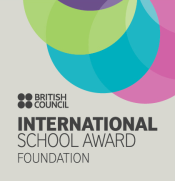 BRITISH
COUNCIL
INTERNATIONAL
SCHOOL AWARD
FOUNDATION